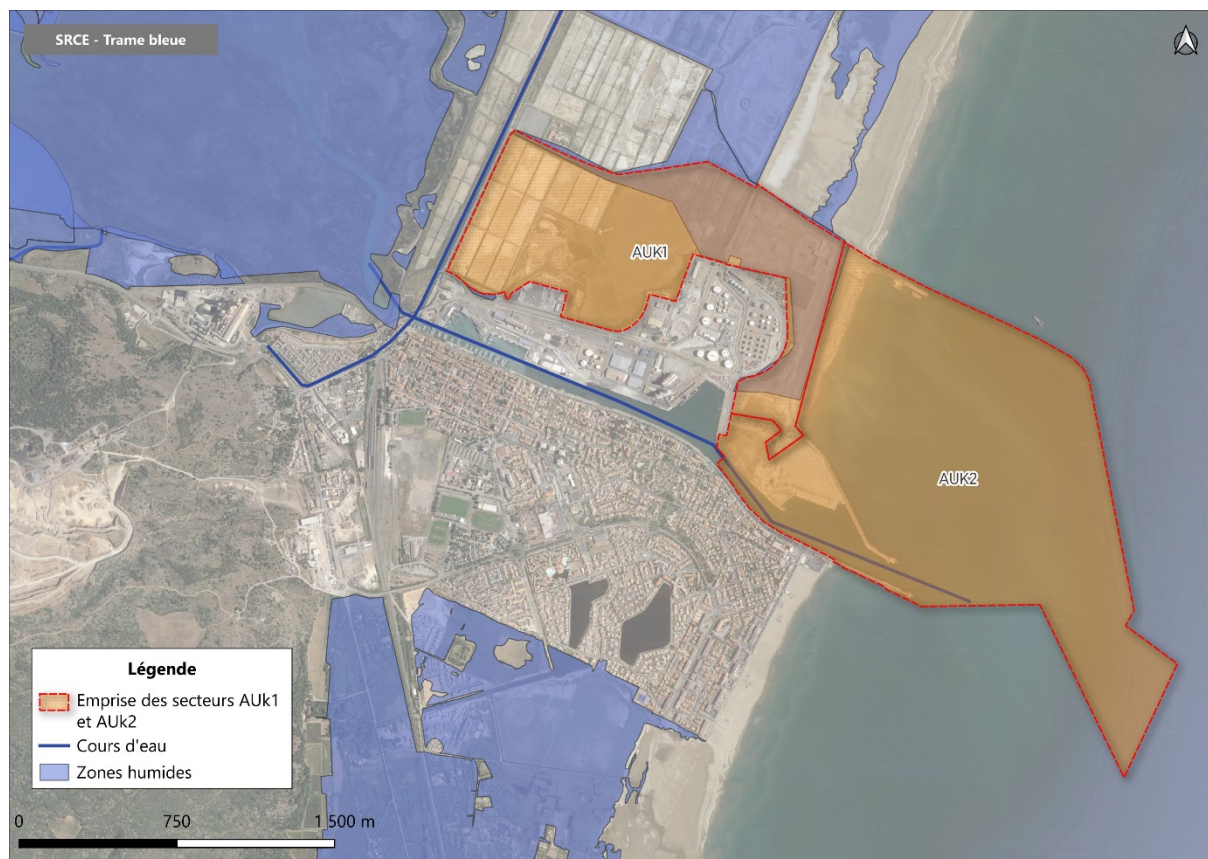 SRCE - Trame bleue
AUK1
AUK2
Légende
Emprise des secteurs AUk1
et AUk2
Cours d'eau
Zones humides
0 750 1 500 m